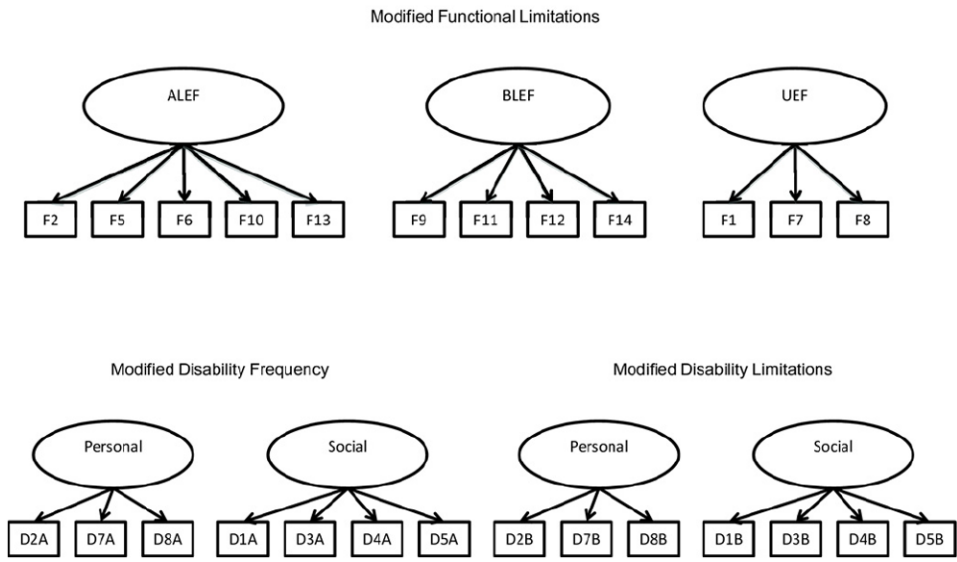 Modified Functional Limitations
ALEF BLEF UEF
F2 F5 F6 F10 F13 F9 F11 F12 F14 F1 F7 F8
Modified Disability Frequency Modified Disability Limitations
Personal Social Personal Social
D2A D7A D8A D1A D3A D4A D5A D2B D7B D8B D1B D3B D4B D5B